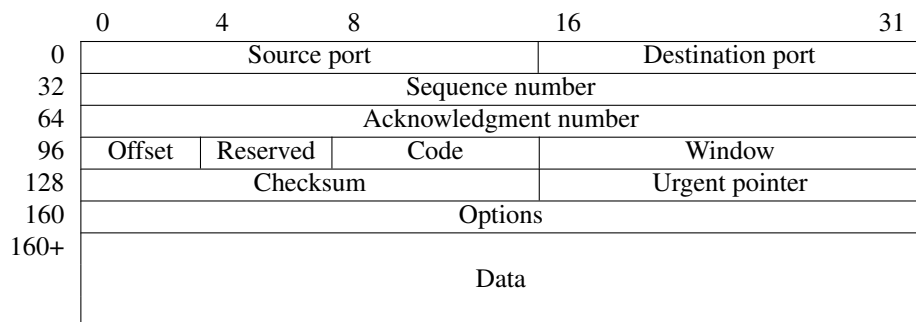 0 4 8 16 31
0 Source port Destination port
32 Sequence number
64 Acknowledgment number
96 Offset Reserved Code Window
128 Checksum Urgent pointer
160 Options
160+
Data